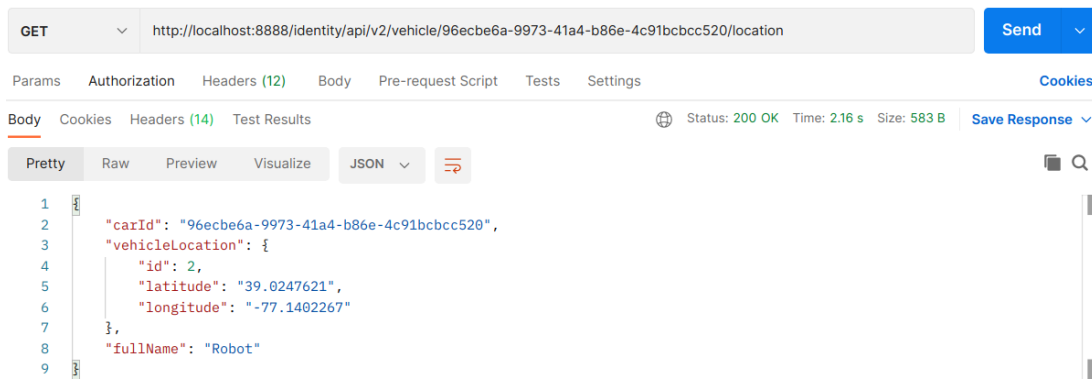 GET http://localhost:8888/identity/api/v2/vehicle/96ecbe6a-9973-41a4-b86e-4c91bcbcc520/location Send
Params Authorization Headers (12) Body Pre-request Script Tests Settings Cookies
Body Cookies Headers (14) Test Results Status: 200 OK Time: 2.16 s Size: 583 B Save Response
Pretty Raw Preview Visualize JSON
1 {
2 "carId": "96ecbe6a-9973-41a4-b86e-4c91bcbcc520",
3 "vehicleLocation": {
4 "id": 2,
5 "latitude": "39.0247621",
6 "longitude": "-77.1402267"
7 },
8 "fullName": "Robot"
9 }